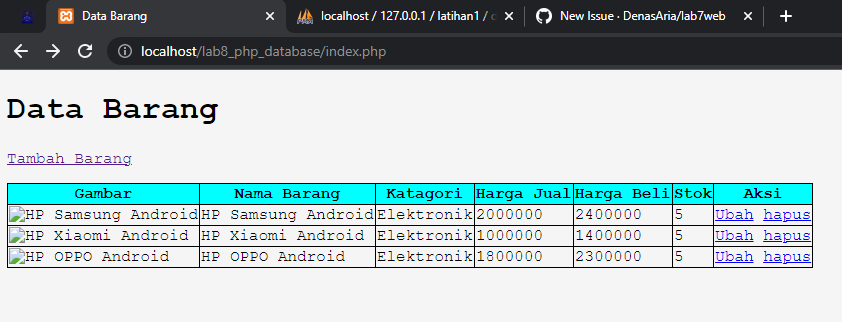 Data Barang
localhost / 127.0.0.1 / latihan1 /
New Issue · DenasAria/lab7web
localhost/lab8_php_database/index.php
Data Barang
Tambah Barang
Gambar Nama Barang Katagori Harga Jual Harga Beli Stok Aksi
HP Samsung Android HP Samsung Android Elektronik 2000000 2400000 5 Ubah hapus
HP Xiaomi Android HP Xiaomi Android Elektronik 1000000 1400000 5 Ubah hapus
HP OPPO Android HP OPPO Android Elektronik 1800000 2300000 5 Ubah hapus